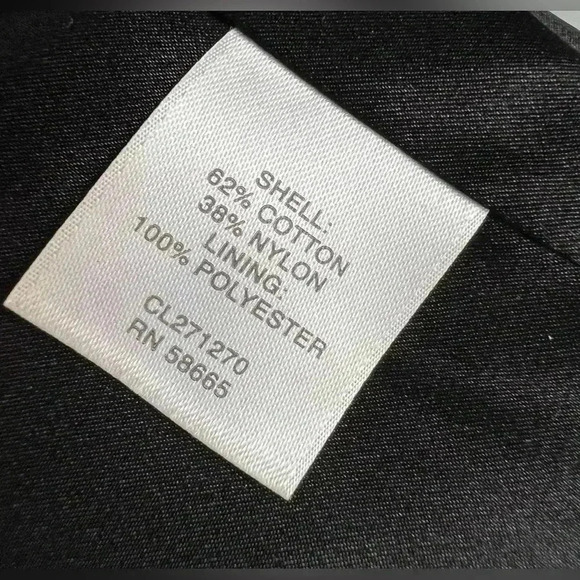 SHELL:
62% COTTON
38% NYLON
LINING:
100% POLYESTER
CL271270
RN 58665